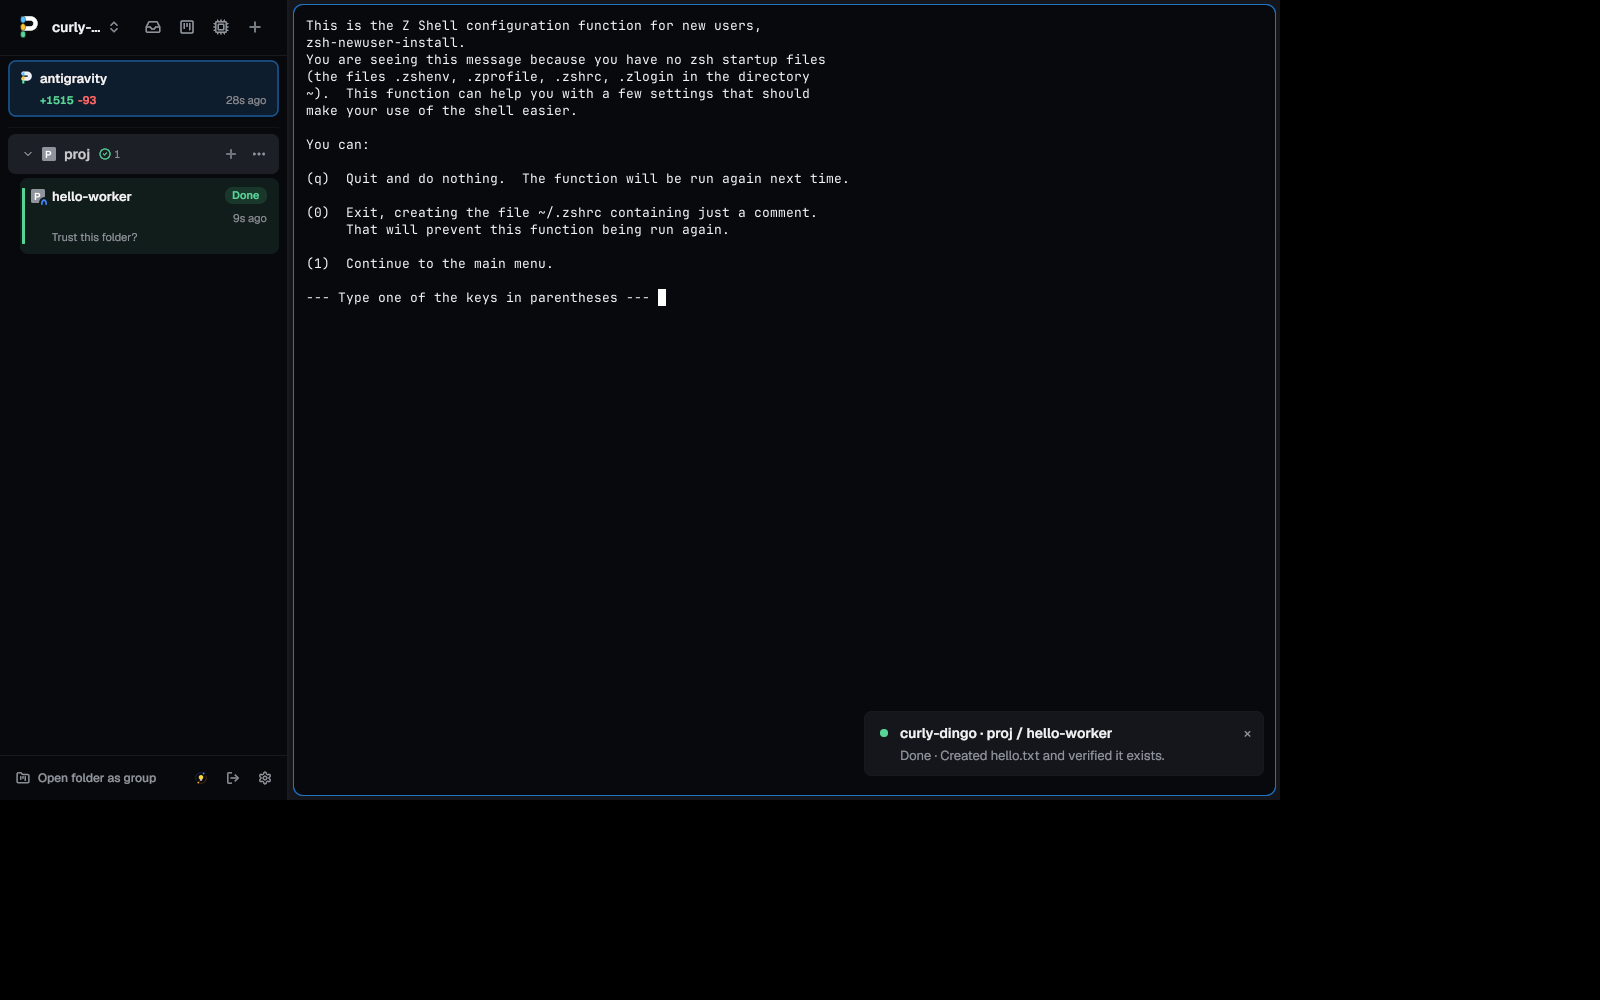 curly-...
antigravity
+1515 -93
28s ago
P proj 1
P hello-worker
Done
9s ago
Trust this folder?
Open folder as group
This is the Z Shell configuration function for new users,
zsh-newuser-install.
You are seeing this message because you have no zsh startup files
(the files .zshenv, .zprofile, .zshrc, .zlogin in the directory
~).  This function can help you with a few settings that should
make your use of the shell easier.
You can:
(q)  Quit and do nothing.  The function will be run again next time.
(0)  Exit, creating the file ~/.zshrc containing just a comment.
     That will prevent this function being run again.
(1)  Continue to the main menu.
--- Type one of the keys in parentheses ---
curly-dingo · proj / hello-worker
Done · Created hello.txt and verified it exists.